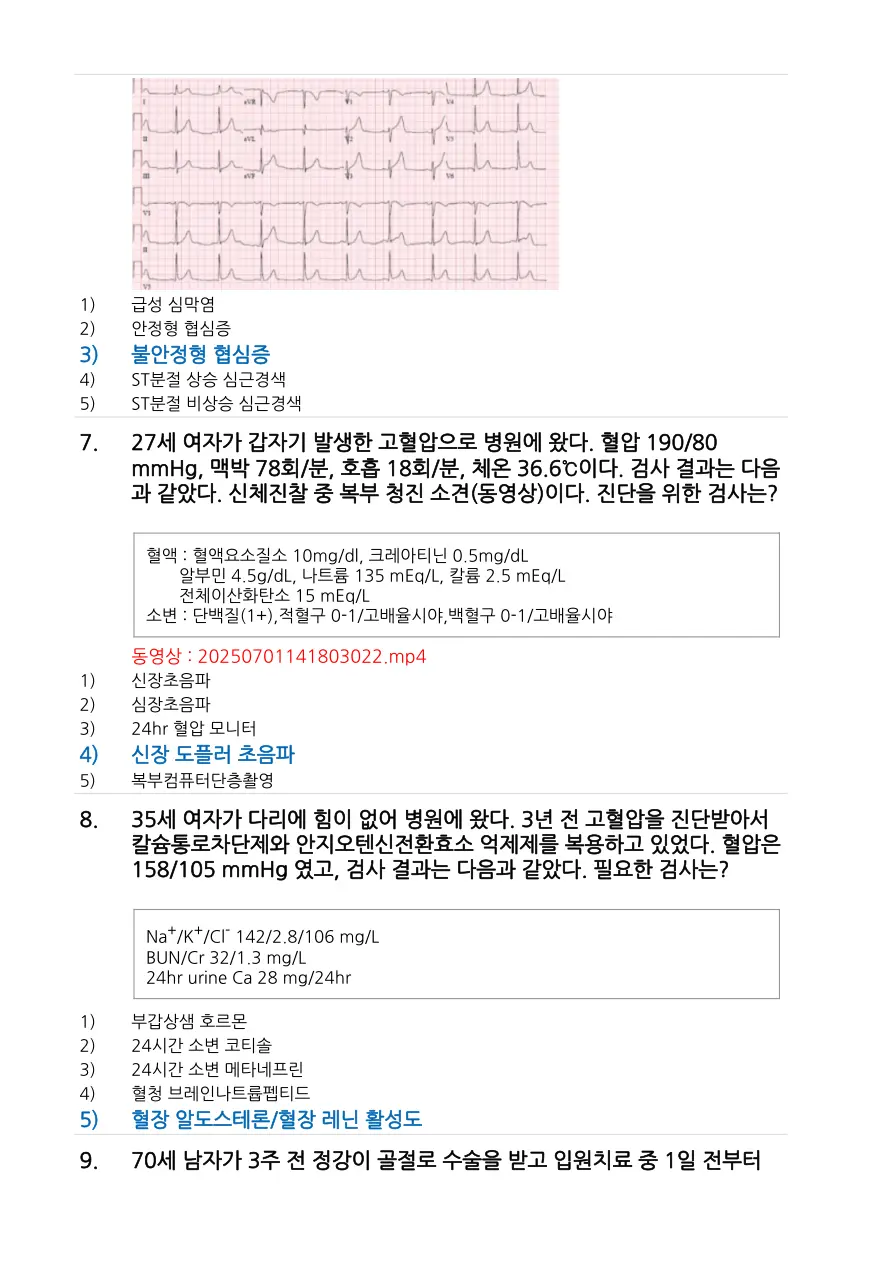 I aVR V1 V4
II aVL V2 V5
III aVF V3 V6
V1
II
V5
1) 급성 심막염
2) 안정형 협심증
3) 불안정형 협심증
4) ST분절 상승 심근경색
5) ST분절 비상승 심근경색
7. 27세 여자가 갑자기 발생한 고혈압으로 병원에 왔다. 혈압 190/80
mmHg, 맥박 78회/분, 호흡 18회/분, 체온 36.6℃이다. 검사 결과는 다음
과 같았다. 신체진찰 중 복부 청진 소견(동영상)이다. 진단을 위한 검사는?
혈액 : 혈액요소질소 10mg/dl, 크레아티닌 0.5mg/dL
알부민 4.5g/dL, 나트륨 135 mEq/L, 칼륨 2.5 mEq/L
전체이산화탄소 15 mEq/L
소변 : 단백질(1+),적혈구 0-1/고배율시야,백혈구 0-1/고배율시야
동영상 : 20250701141803022.mp4
1) 신장초음파
2) 심장초음파
3) 24hr 혈압 모니터
4) 신장 도플러 초음파
5) 복부컴퓨터단층촬영
8. 35세 여자가 다리에 힘이 없어 병원에 왔다. 3년 전 고혈압을 진단받아서
칼슘통로차단제와 안지오텐신전환효소 억제제를 복용하고 있었다. 혈압은
158/105 mmHg 였고, 검사 결과는 다음과 같았다. 필요한 검사는?
Na+/K+/Cl- 142/2.8/106 mg/L
BUN/Cr 32/1.3 mg/L
24hr urine Ca 28 mg/24hr
1) 부갑상샘 호르몬
2) 24시간 소변 코티솔
3) 24시간 소변 메타네프린
4) 혈청 브레인나트륨펩티드
5) 혈장 알도스테론/혈장 레닌 활성도
9. 70세 남자가 3주 전 정강이 골절로 수술을 받고 입원치료 중 1일 전부터